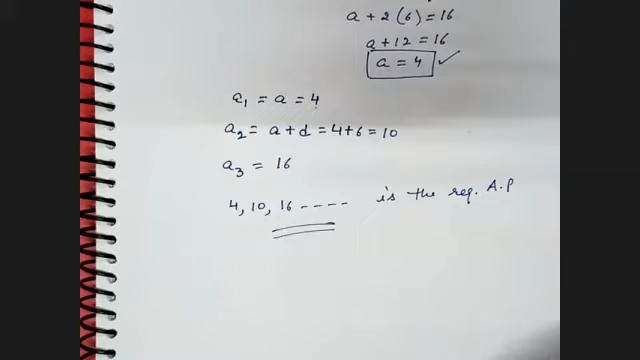 a + 2(6) = 16
a + 12 = 16
a = 4 ✓
a₁ = a = 4
a₂ = a + d = 4 + 6 = 10
a₃ = 16
4, 10, 16 ---- is the req. A.P